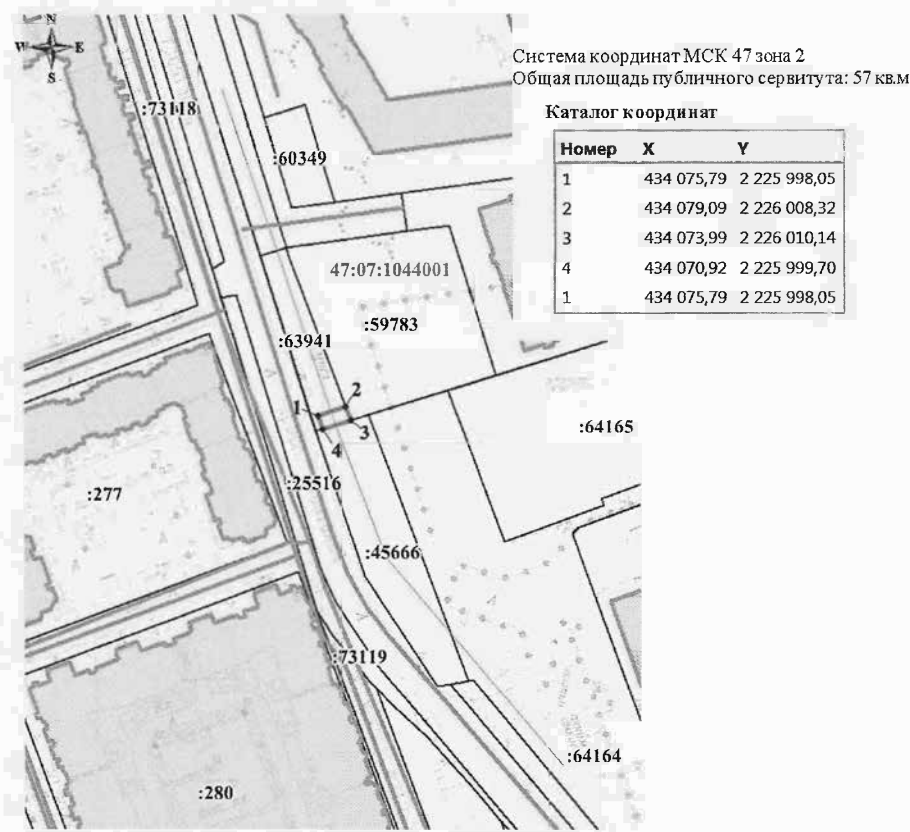 N
W E
S
Система координат МСК 47 зона 2
Общая площадь публичного сервитута: 57 кв.м
Каталог координат
Номер X Y
1 434 075,79 2 225 998,05
2 434 079,09 2 226 008,32
3 434 073,99 2 226 010,14
4 434 070,92 2 225 999,70
1 434 075,79 2 225 998,05
:73118
:60349
47:07:1044001
:59783
:63941
1
2
3
4
:64165
:25516
:277
:45666
:73119
:64164
:280